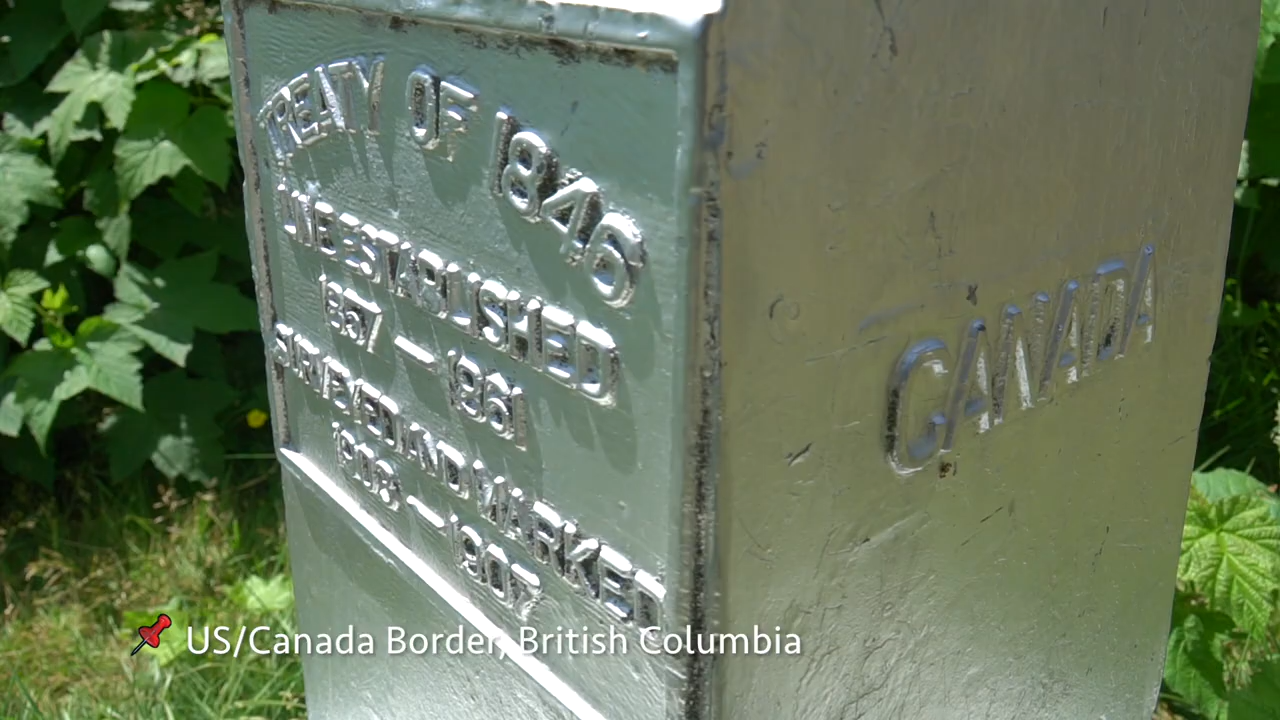 TREATY OF 1846
LINE ESTABLISHED
1857 — 1861
SURVEYED AND MARKED
1903 — 1907
CANADA
US/Canada Border, British Columbia